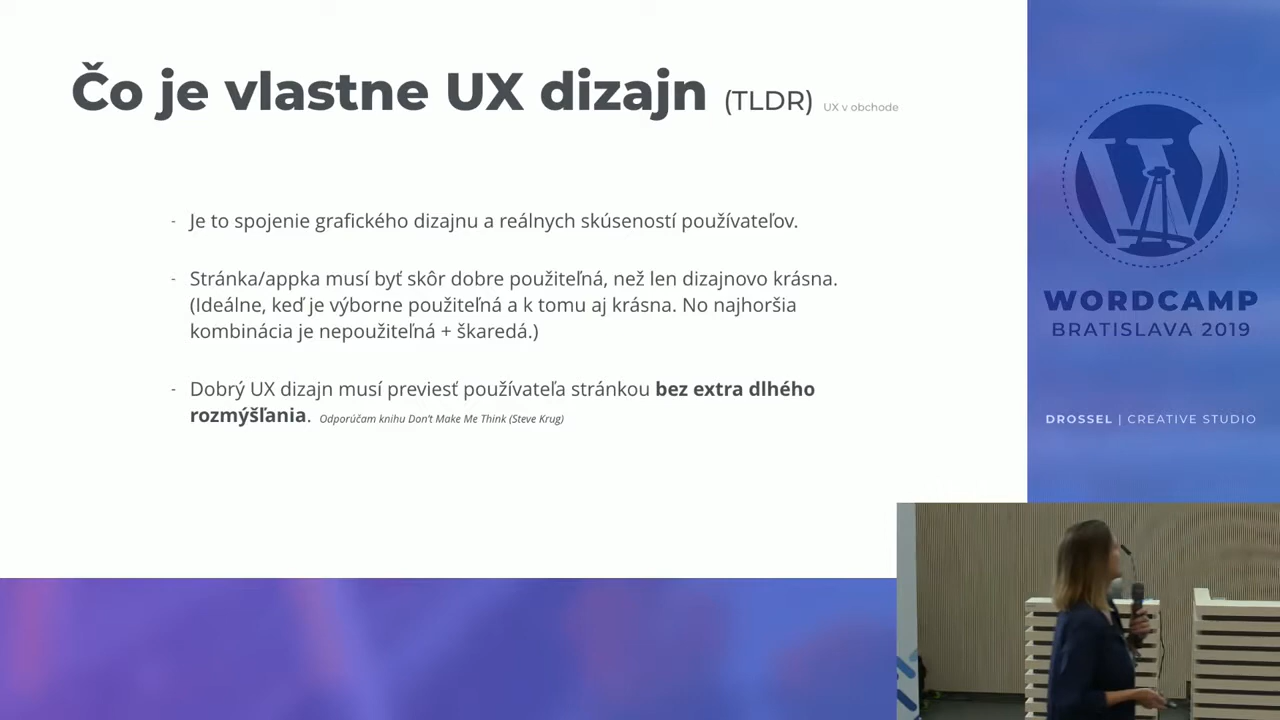 Čo je vlastne UX dizajn (TLDR) UX v obchode
- Je to spojenie grafického dizajnu a reálnych skúseností používateľov.
- Stránka/appka musí byť skôr dobre použiteľná, než len dizajnovo krásna.
(Ideálne, keď je výborne použiteľná a k tomu aj krásna. No najhoršia
kombinácia je nepoužiteľná + škaredá.)
- Dobrý UX dizajn musí previesť používateľa stránkou bez extra dlhého
rozmýšľania. Odporúčam knihu Don't Make Me Think (Steve Krug)
WORDCAMP
BRATISLAVA 2019
DROSSEL | CREATIVE STUDIO